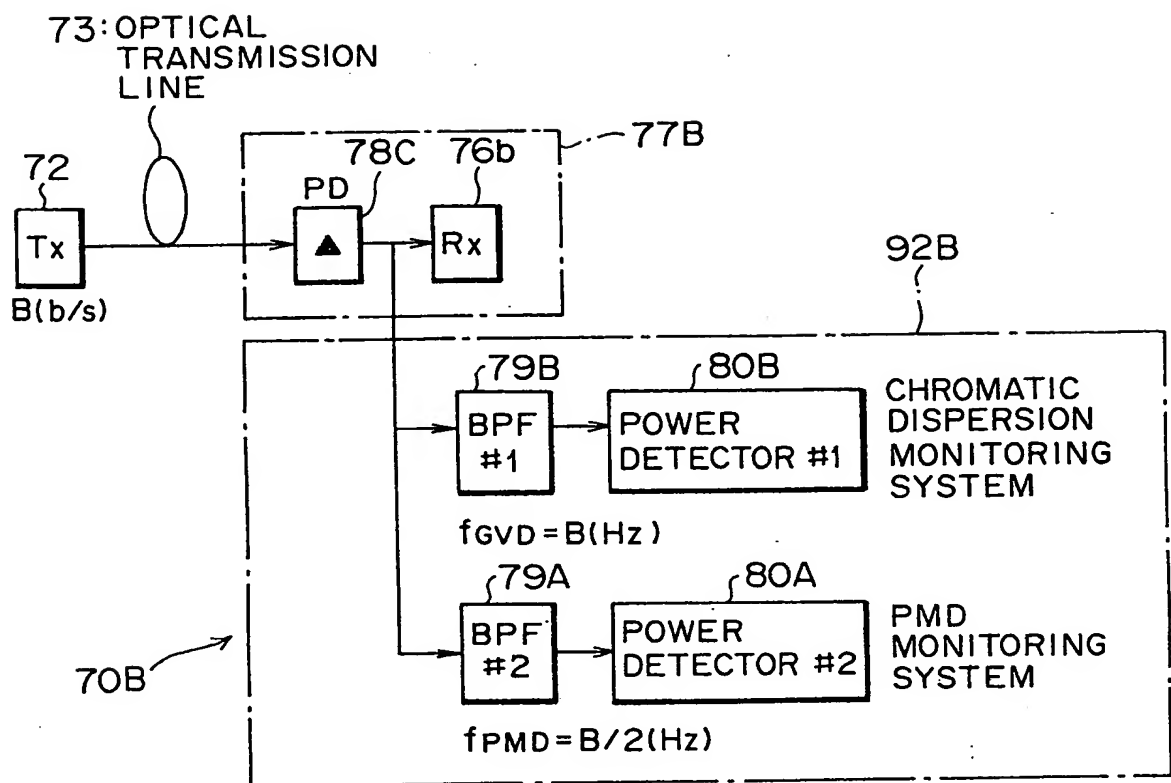 73: OPTICAL
TRANSMISSION
LINE
77B
72
78C
76b
PD
Tx
▲
Rx
B(b/s)
92B
79B
80B
BPF
#1
POWER
DETECTOR #1
CHROMATIC
DISPERSION
MONITORING
SYSTEM
fGVD=B(Hz)
79A
80A
BPF
#2
POWER
DETECTOR #2
PMD
MONITORING
SYSTEM
70B
fPMD=B/2(Hz)